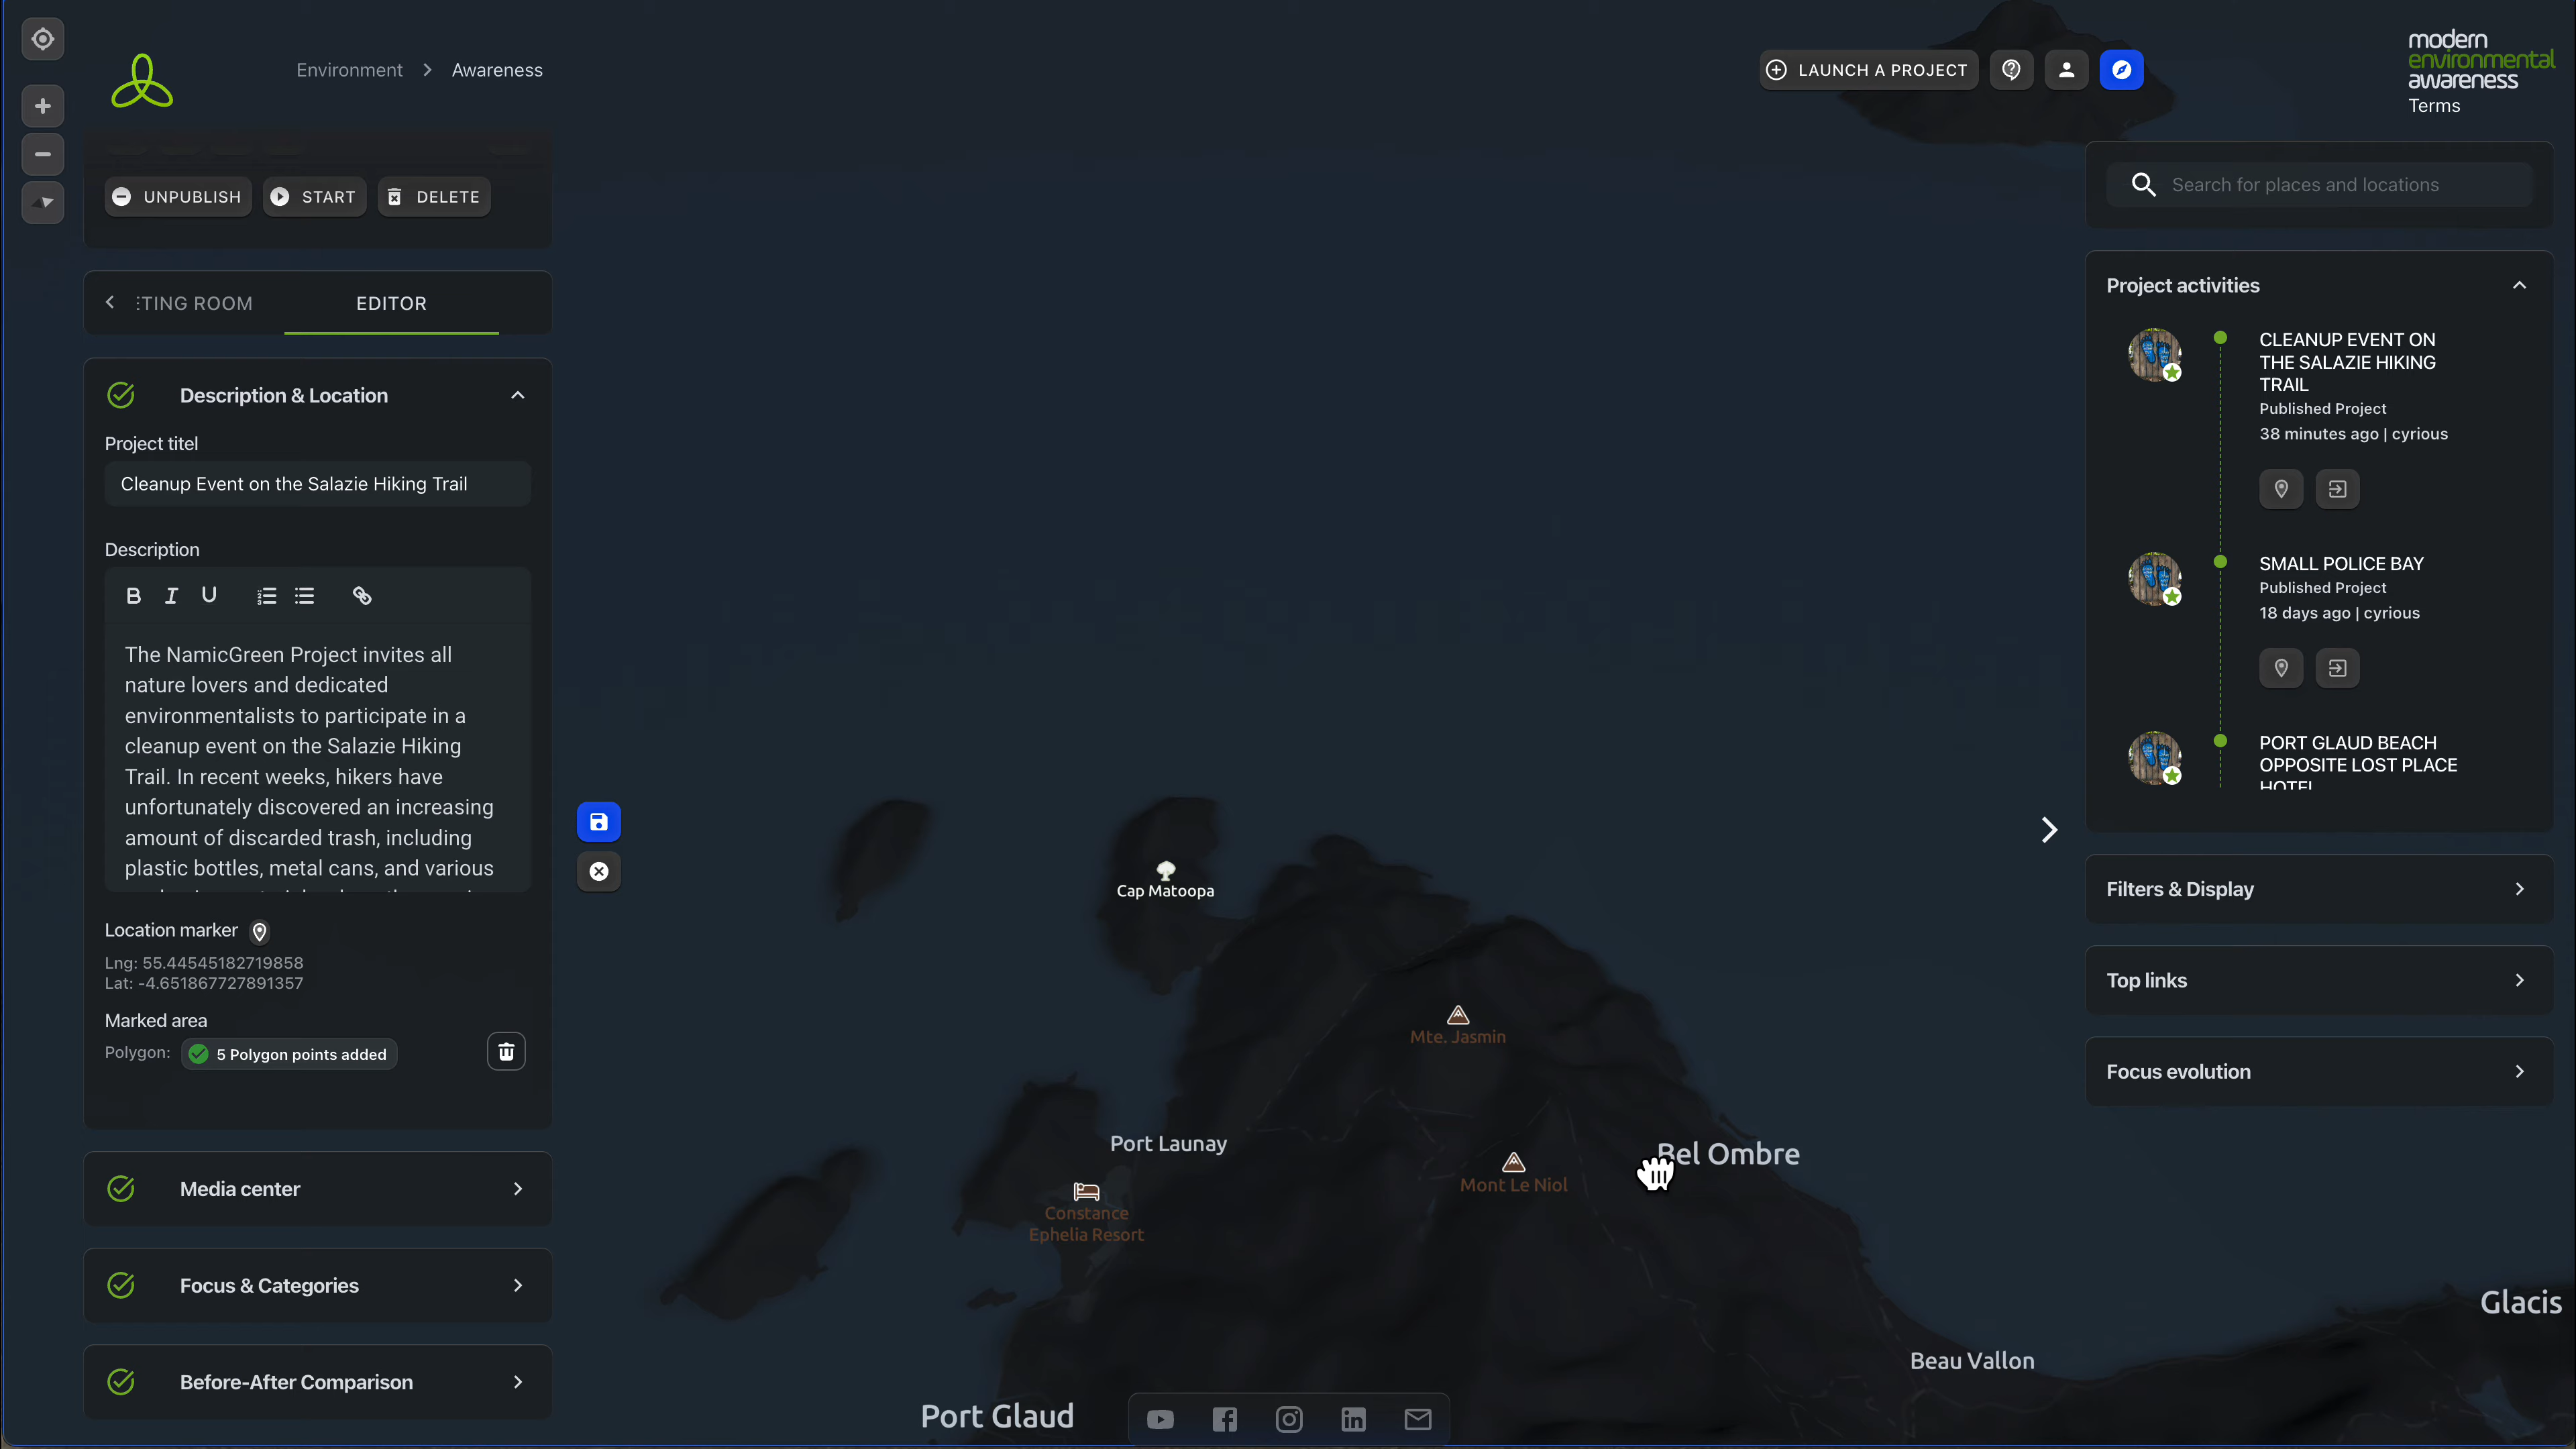 Environment > Awareness
LAUNCH A PROJECT
modern
environmental
awareness
Terms
UNPUBLISH
START
DELETE
TING ROOM
EDITOR
Description & Location
Project titel
Cleanup Event on the Salazie Hiking Trail
Description
B I U
The NamicGreen Project invites all
nature lovers and dedicated
environmentalists to participate in a
cleanup event on the Salazie Hiking
Trail. In recent weeks, hikers have
unfortunately discovered an increasing
amount of discarded trash, including
plastic bottles, metal cans, and various
Location marker
Lng: 55.44545182719858
Lat: -4.651867727891357
Marked area
Polygon: 5 Polygon points added
Media center
Focus & Categories
Before-After Comparison
Cap Matoopa
Mte. Jasmin
Port Launay
Bel Ombre
Mont Le Niol
Constance
Ephelia Resort
Glacis
Beau Vallon
Port Glaud
Search for places and locations
Project activities
CLEANUP EVENT ON
THE SALAZIE HIKING
TRAIL
Published Project
38 minutes ago | cyrious
SMALL POLICE BAY
Published Project
18 days ago | cyrious
PORT GLAUD BEACH
OPPOSITE LOST PLACE
HOTEL
Filters & Display
Top links
Focus evolution